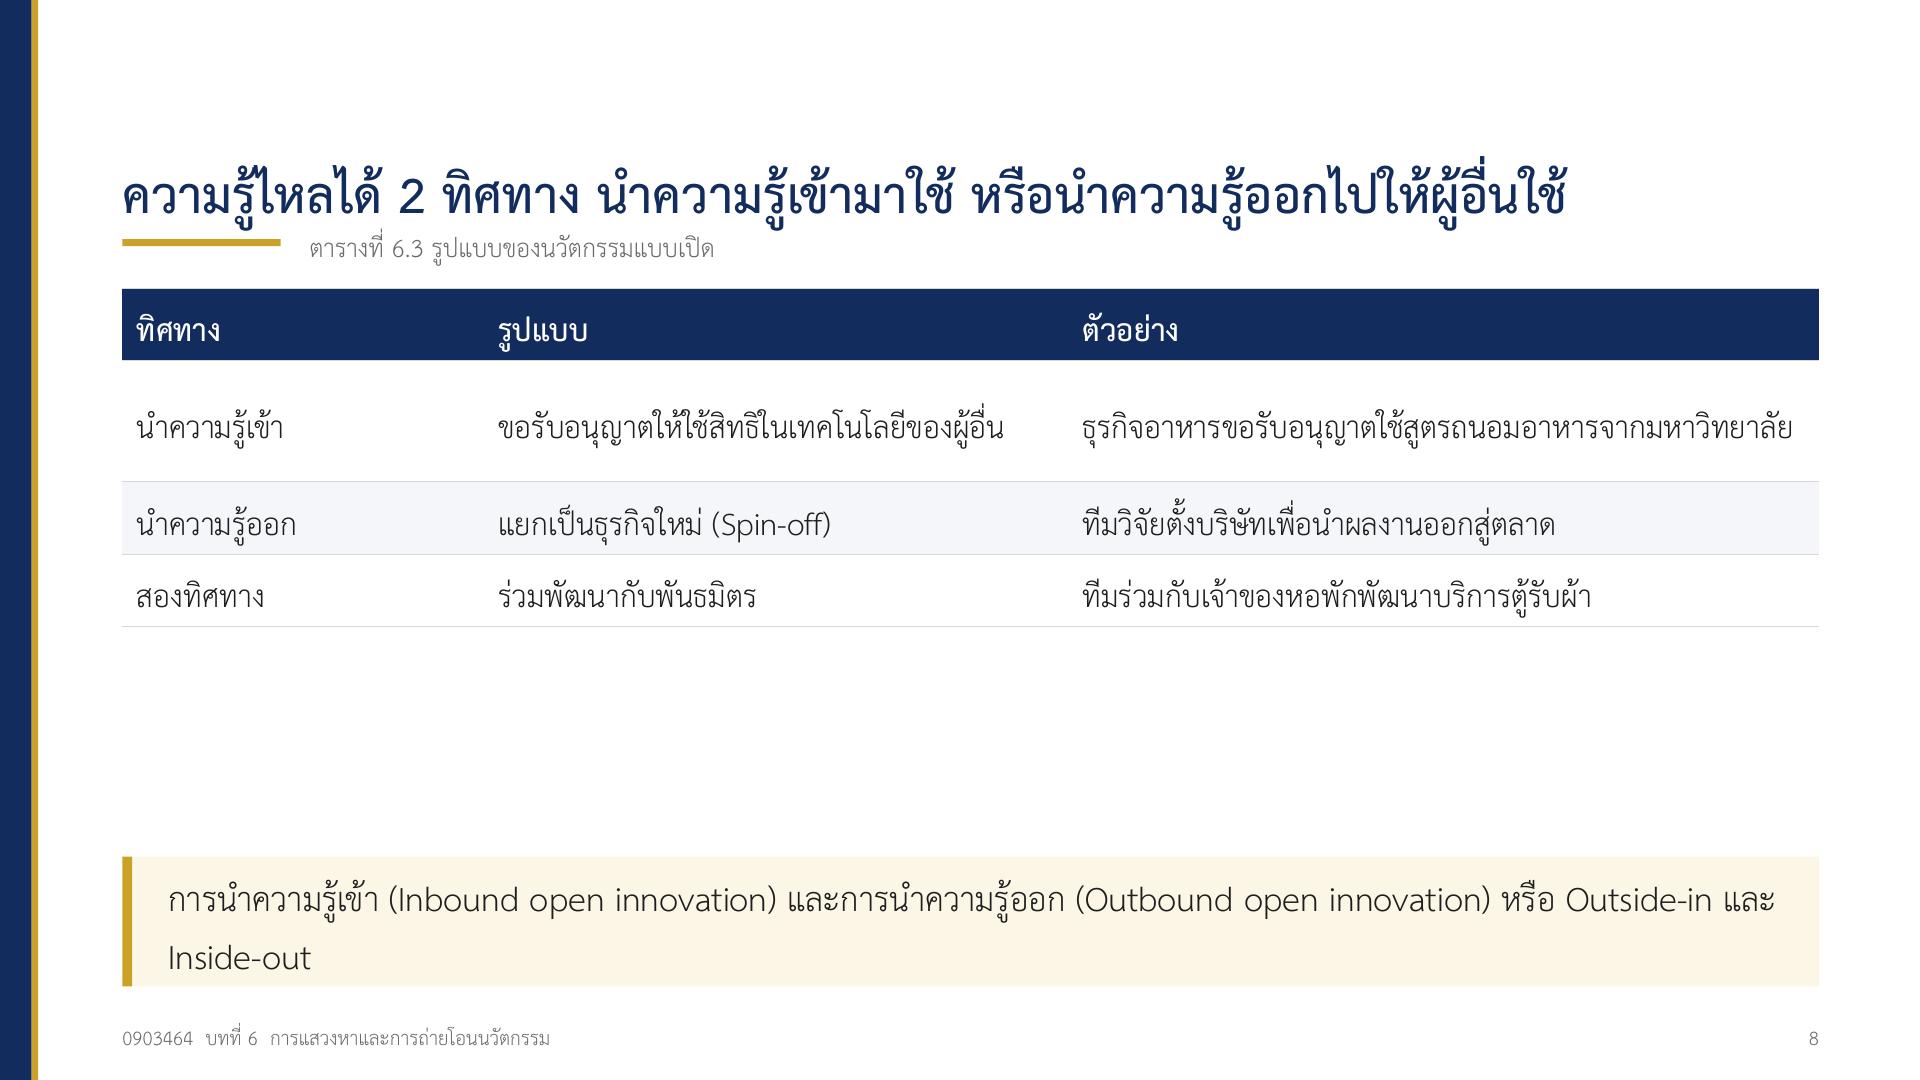 ความรู้ไหลได้ 2 ทิศทาง นำความรู้เข้ามาใช้ หรือนำความรู้ออกไปให้ผู้อื่นใช้
ตารางที่ 6.3 รูปแบบของนวัตกรรมแบบเปิด
ทิศทาง รูปแบบ ตัวอย่าง
นำความรู้เข้า ขอรับอนุญาตให้ใช้สิทธิในเทคโนโลยีของผู้อื่น ธุรกิจอาหารขอรับอนุญาตใช้สูตรถนอมอาหารจากมหาวิทยาลัย
นำความรู้ออก แยกเป็นธุรกิจใหม่ (Spin-off) ทีมวิจัยตั้งบริษัทเพื่อนำผลงานออกสู่ตลาด
สองทิศทาง ร่วมพัฒนากับพันธมิตร ทีมร่วมกับเจ้าของหอพักพัฒนาบริการตู้รับผ้า
การนำความรู้เข้า (Inbound open innovation) และการนำความรู้ออก (Outbound open innovation) หรือ Outside-in และ
Inside-out
0903464 บทที่ 6 การแสวงหาและการถ่ายโอนนวัตกรรม 8